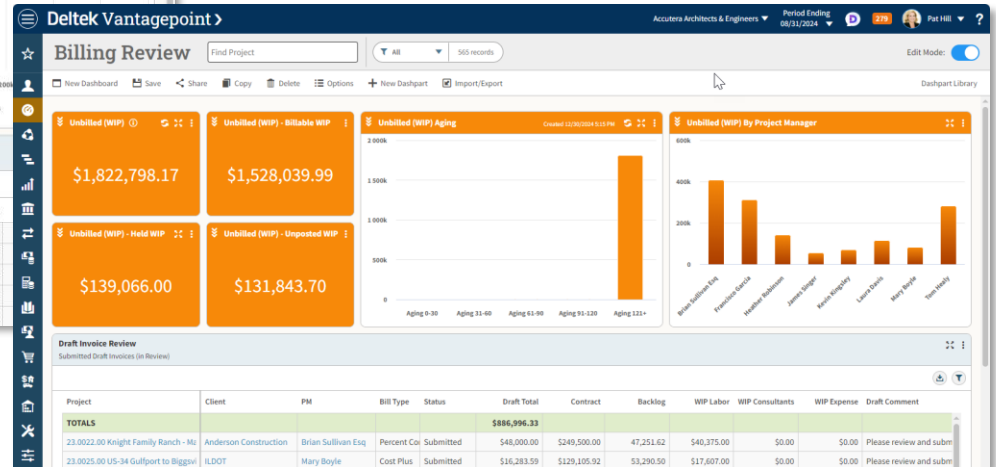 Deltek Vantagepoint
Accutera Architects & Engineers
Period Ending
08/31/2024
D
279
Pat Hill
?
Billing Review
Find Project
All
565 records
Edit Mode:
New Dashboard Save Share Copy Delete Options New Dashpart Import/Export Dashpart Library
Unbilled (WIP)
$1,822,798.17
Unbilled (WIP) - Billable WIP
$1,528,039.99
Unbilled (WIP) - Held WIP
$139,066.00
Unbilled (WIP) - Unposted WIP
$131,843.70
Unbilled (WIP) Aging
Created 12/30/2024 5:15 PM
2 000k
1 500k
1 000k
500k
0
Aging 0-30 Aging 31-60 Aging 61-90 Aging 91-120 Aging 121+
Unbilled (WIP) By Project Manager
600k
400k
200k
0
Brian Sullivan Esq Francisco Garcia Heather Robinson James Singer Kevin Kingsley Laura Davis Mary Boyle Tom Healy
Draft Invoice Review
Submitted Draft Invoices (in Review)
Project Client PM Bill Type Status Draft Total Contract Backlog WIP Labor WIP Consultants WIP Expense Draft Comment
TOTALS $886,996.33
23.0022.00 Knight Family Ranch - Ma Anderson Construction Brian Sullivan Esq Percent Co Submitted $48,000.00 $249,500.00 47,251.62 $40,375.00 $0.00 $0.00 Please review and subm
23.0025.00 US-34 Gulfport to Biggsvi ILDOT Mary Boyle Cost Plus Submitted $16,283.59 $129,105.92 53,290.50 $17,607.00 $0.00 $0.00 Please review and subm